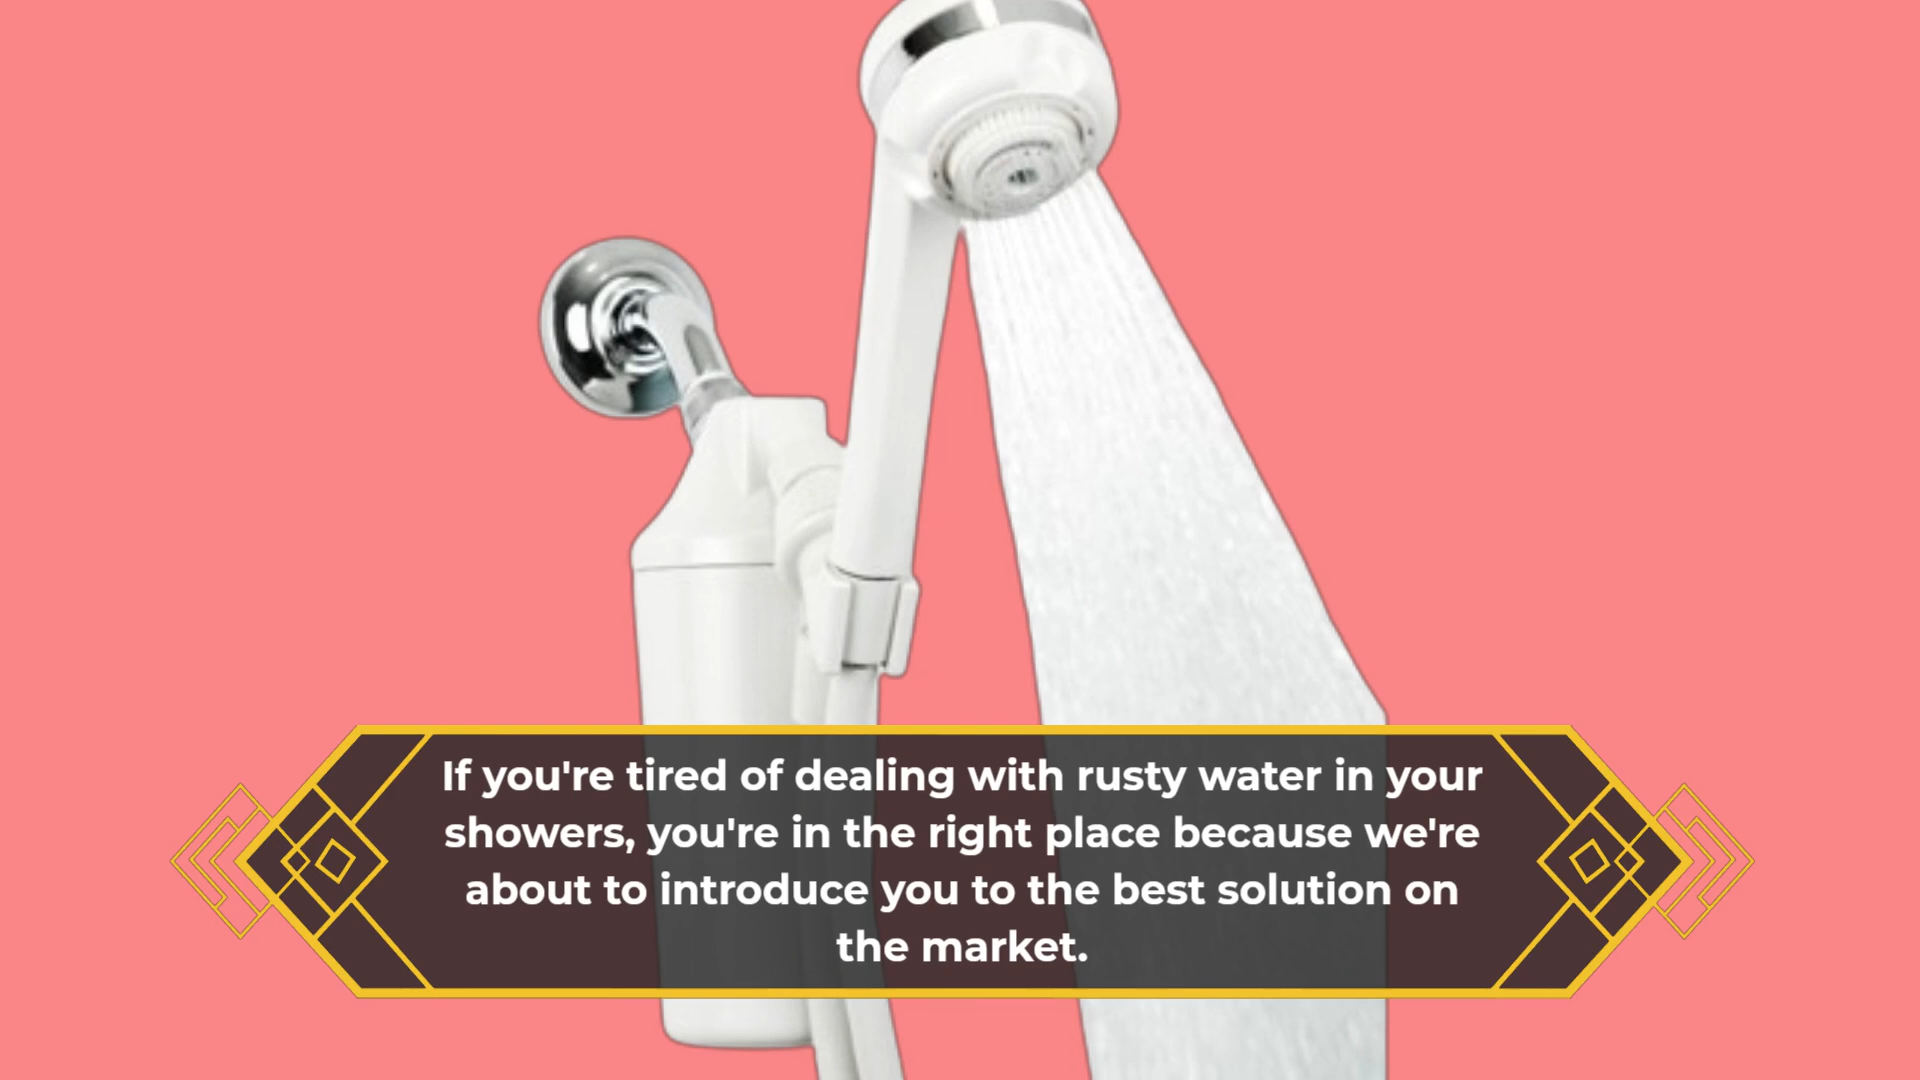 If you're tired of dealing with rusty water in your
showers, you're in the right place because we're
about to introduce you to the best solution on
the market.